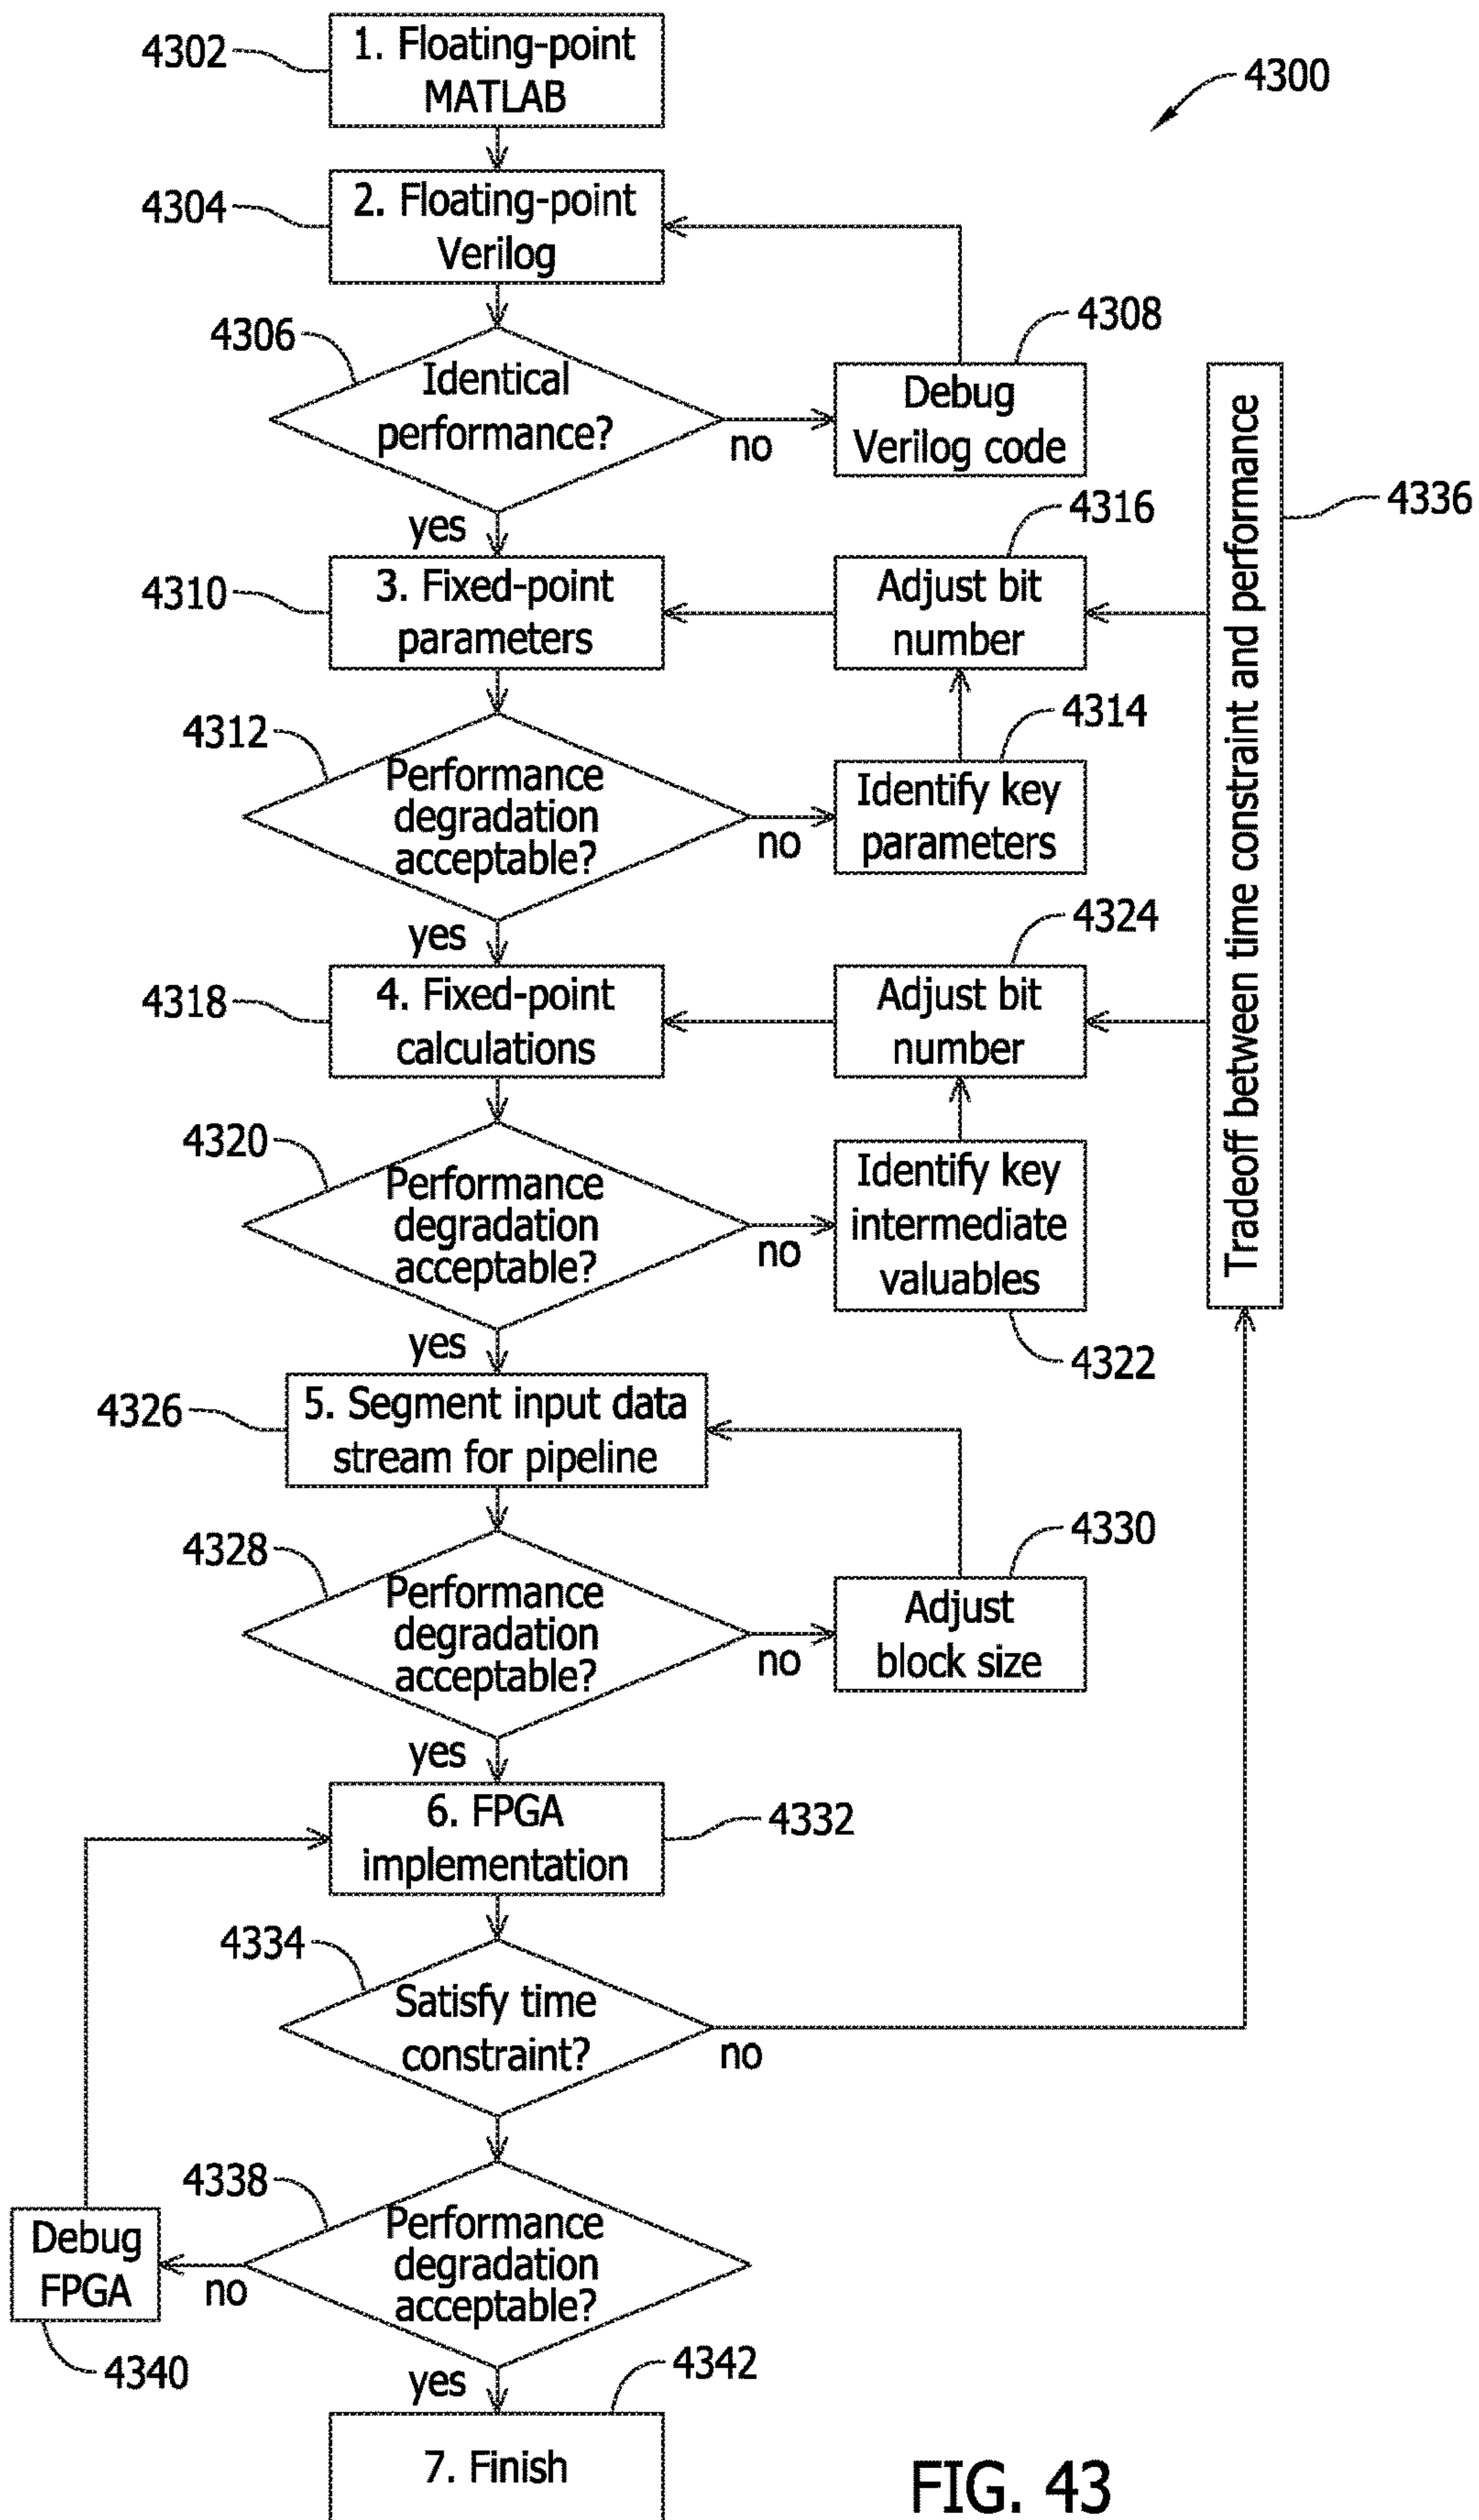 4302
1. Floating-point
MATLAB
4300
4304
2. Floating-point
Verilog
4306
Identical
performance?
no
4308
Debug
Verilog code
yes
4310
3. Fixed-point
parameters
4316
Adjust bit
number
Tradeoff between time constraint and performance
4336
4312
Performance
degradation
acceptable?
no
4314
Identify key
parameters
yes
4318
4. Fixed-point
calculations
4324
Adjust bit
number
4320
Performance
degradation
acceptable?
no
Identify key
intermediate
valuables
4322
yes
4326
5. Segment input data
stream for pipeline
4328
Performance
degradation
acceptable?
no
4330
Adjust
block size
yes
6. FPGA
implementation
4332
4334
Satisfy time
constraint?
no
4338
Performance
degradation
acceptable?
no
Debug
FPGA
4340
yes
4342
7. Finish
FIG. 43